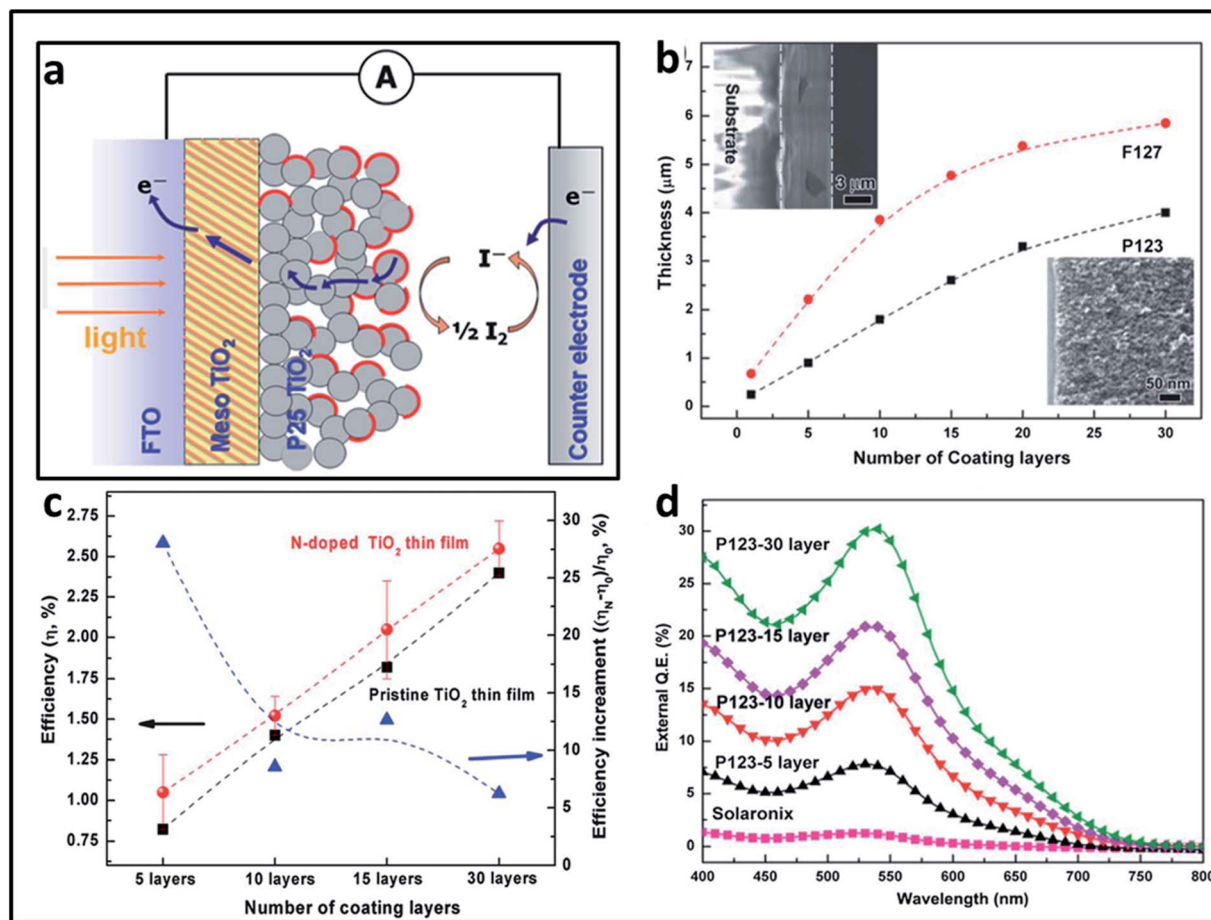 a
A
e⁻
e⁻
light
FTO
Meso TiO₂
P25 TiO₂
I⁻
½ I₂
Counter electrode
b
Thickness (μm)
7
6
5
4
3
2
1
0
Substrate
3 μm
F127
P123
50 nm
0 5 10 15 20 25 30
Number of Coating layers
c
Efficiency (η, %)
2.75
2.50
2.25
2.00
1.75
1.50
1.25
1.00
0.75
N-doped TiO₂ thin film
Pristine TiO₂ thin film
30
25
20
15
10
5
0
Efficiency increament ((ηN-η0)/η0, %)
5 layers 10 layers 15 layers 30 layers
Number of coating layers
d
External Q.E. (%)
30
25
20
15
10
5
0
P123-30 layer
P123-15 layer
P123-10 layer
P123-5 layer
Solaronix
400 450 500 550 600 650 700 750 800
Wavelength (nm)